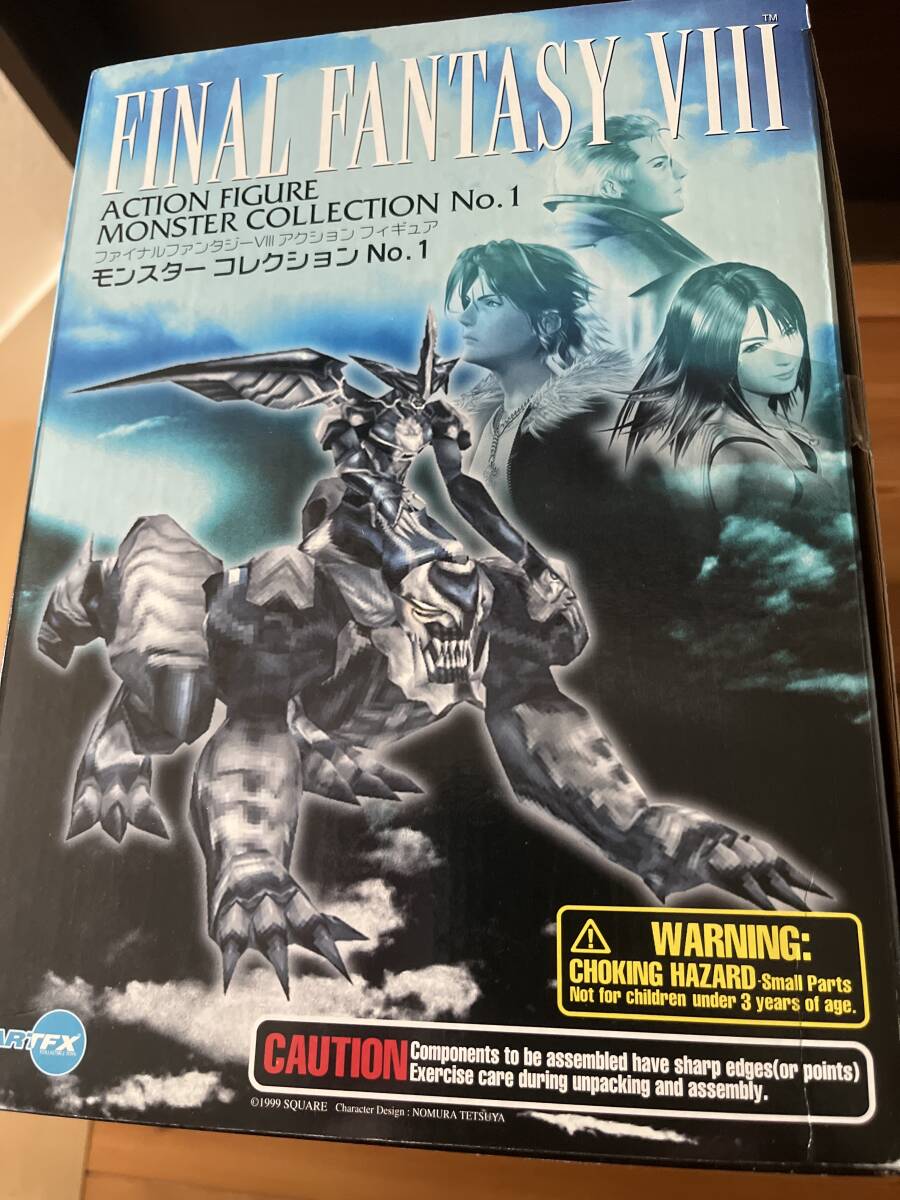 FINAL FANTASY VIII™
ACTION FIGURE
MONSTER COLLECTION No.1
ファイナルファンタジーVIII アクション フィギュア
モンスター コレクション No.1
WARNING:
CHOKING HAZARD-Small Parts
Not for children under 3 years of age.
ARTFX
CAUTION
Components to be assembled have sharp edges(or points)
Exercise care during unpacking and assembly.
©1999 SQUARE Character Design : NOMURA TETSUYA